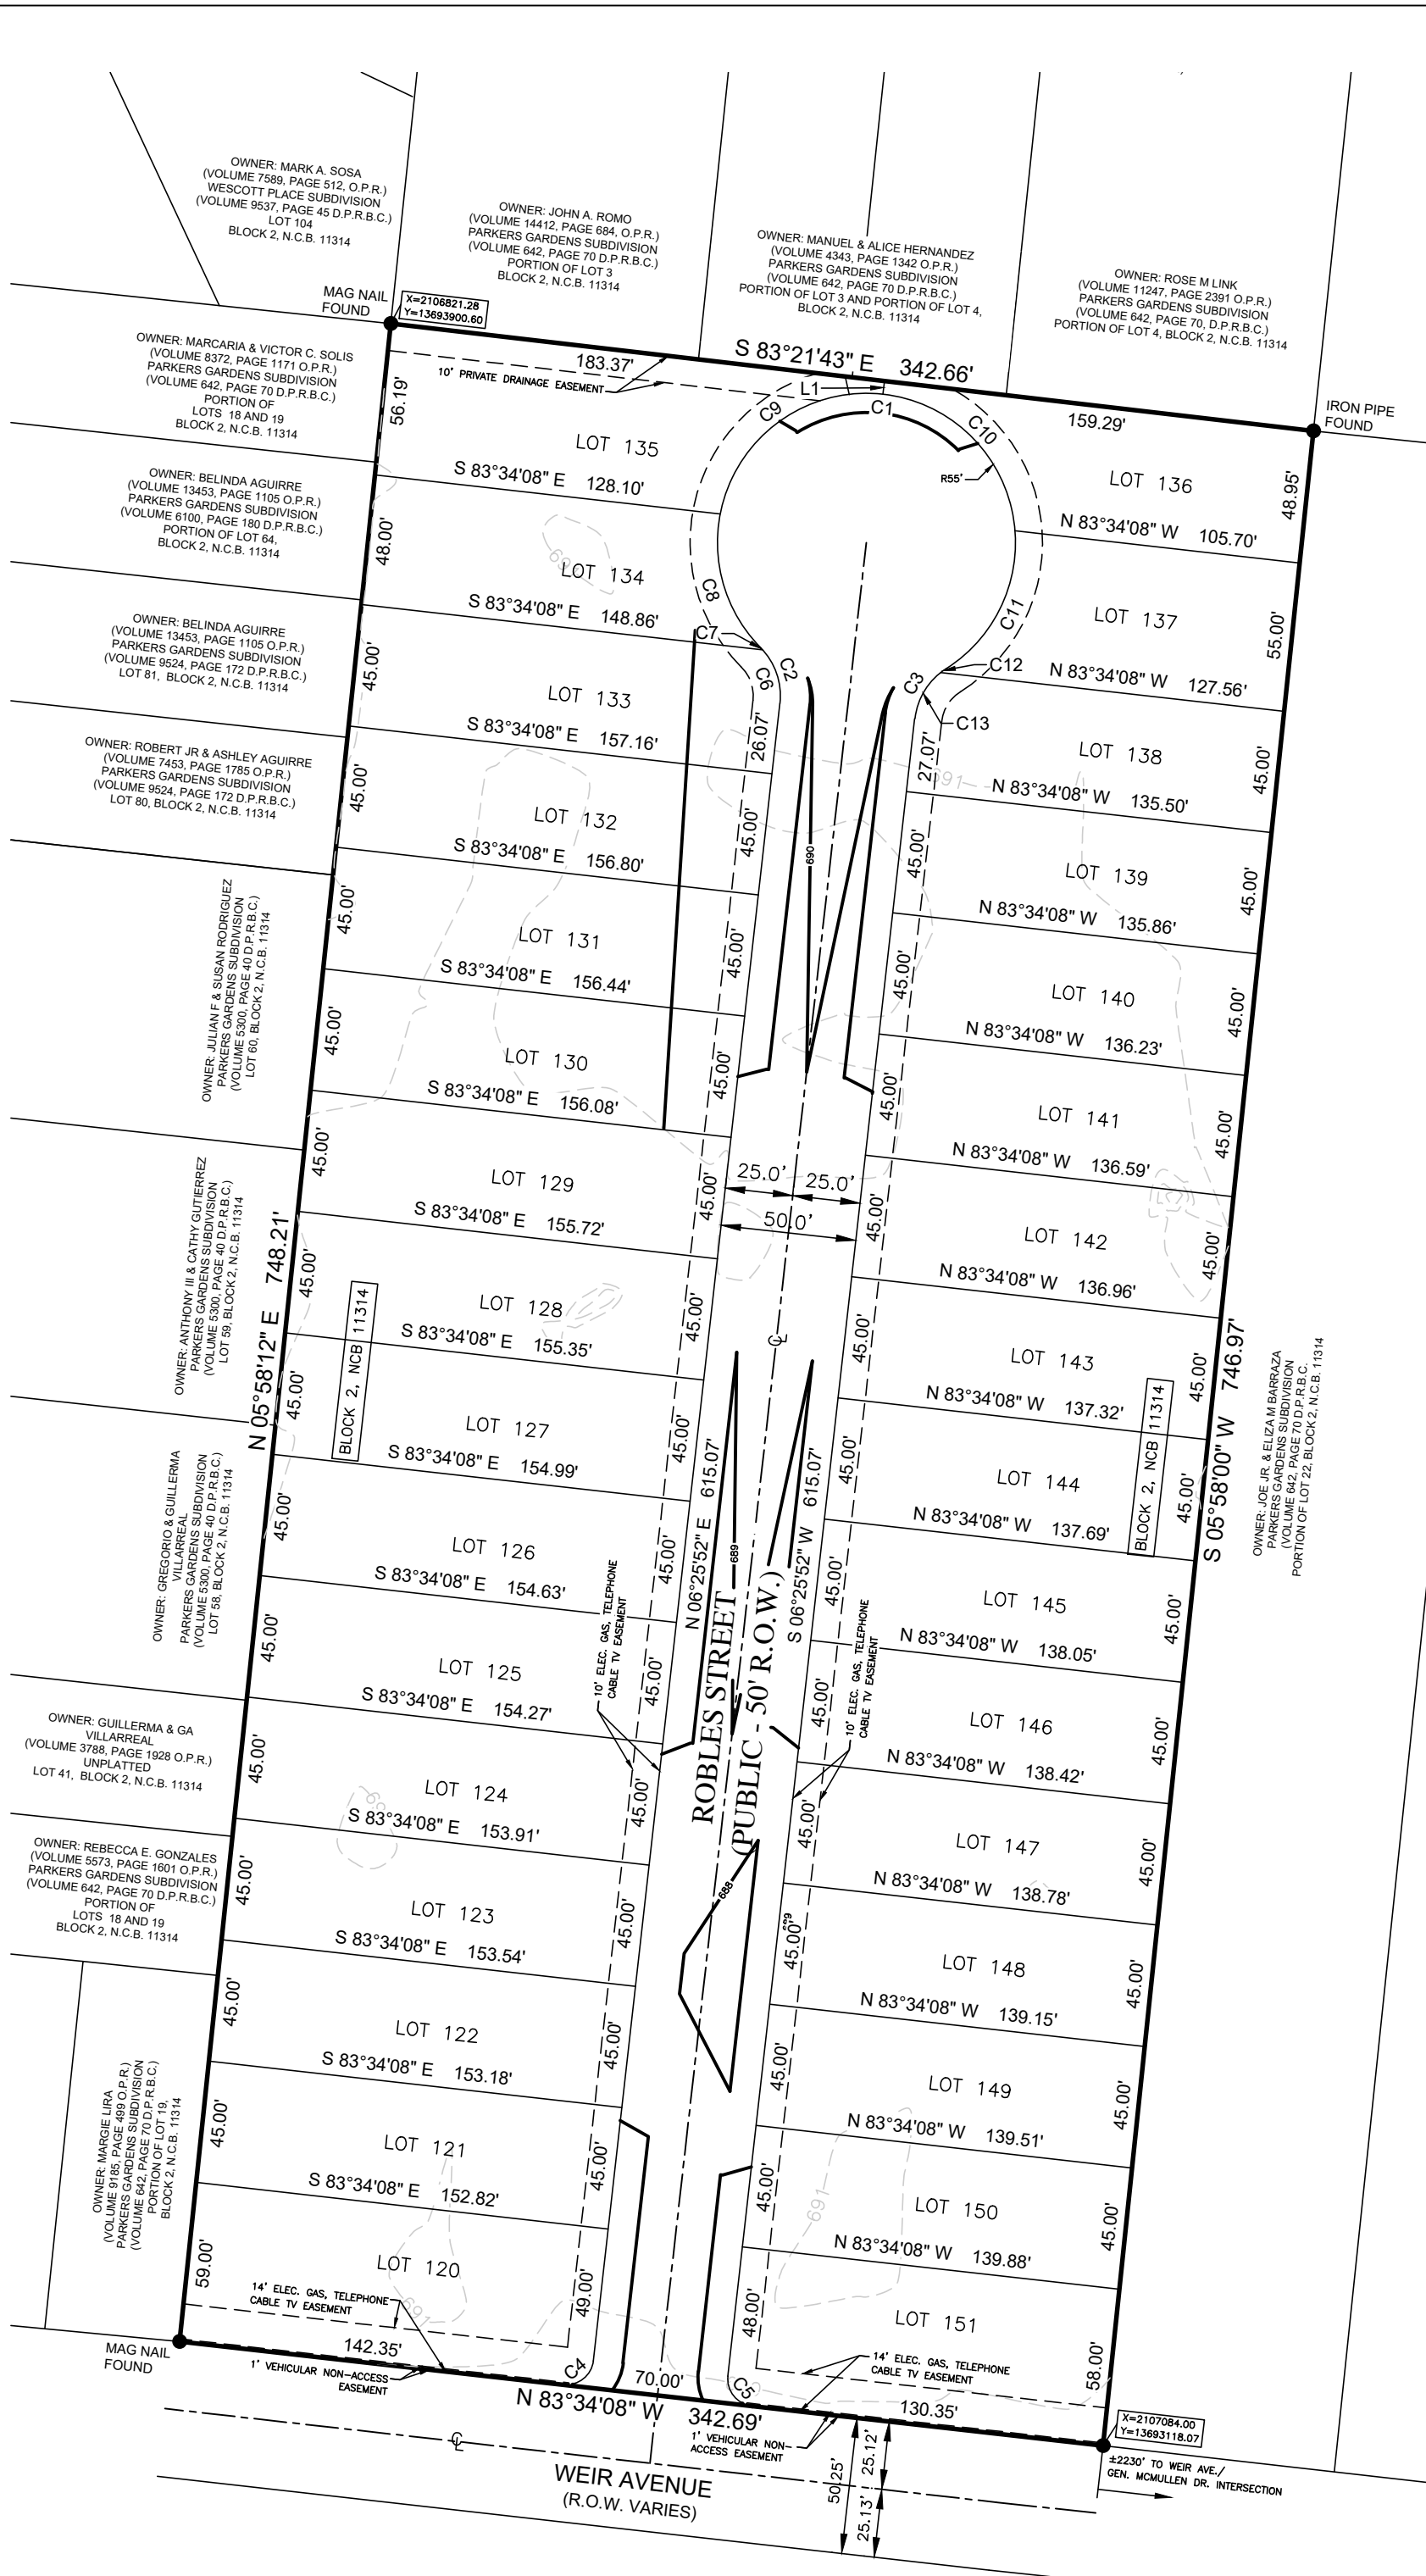 OWNER: MARK A. SOSA
(VOLUME 7589, PAGE 512, O.P.R.)
WESCOTT PLACE SUBDIVISION
(VOLUME 9537, PAGE 45 D.P.R.B.C.)
LOT 104
BLOCK 2, N.C.B. 11314
OWNER: JOHN A. ROMO
(VOLUME 14412, PAGE 684, O.P.R.)
PARKERS GARDENS SUBDIVISION
(VOLUME 642, PAGE 70 D.P.R.B.C.)
PORTION OF LOT 3
BLOCK 2, N.C.B. 11314
OWNER: MANUEL & ALICE HERNANDEZ
(VOLUME 4343, PAGE 1342 O.P.R.)
PARKERS GARDENS SUBDIVISION
(VOLUME 642, PAGE 70 D.P.R.B.C.)
PORTION OF LOT 3 AND PORTION OF LOT 4,
BLOCK 2, N.C.B. 11314
OWNER: ROSE M LINK
(VOLUME 11247, PAGE 2391 O.P.R.)
PARKERS GARDENS SUBDIVISION
(VOLUME 642, PAGE 70, D.P.R.B.C.)
PORTION OF LOT 4, BLOCK 2, N.C.B. 11314
MAG NAIL
FOUND
X=2106821.28
Y=13693900.60
S 83°21'43" E 342.66'
183.37'
10' PRIVATE DRAINAGE EASEMENT
L1
159.29'
IRON PIPE
FOUND
OWNER: MARCARIA & VICTOR C. SOLIS
(VOLUME 8372, PAGE 1171 O.P.R.)
PARKERS GARDENS SUBDIVISION
(VOLUME 642, PAGE 70 D.P.R.B.C.)
PORTION OF
LOTS 18 AND 19
BLOCK 2, N.C.B. 11314
OWNER: BELINDA AGUIRRE
(VOLUME 13453, PAGE 1105 O.P.R.)
PARKERS GARDENS SUBDIVISION
(VOLUME 6100, PAGE 180 D.P.R.B.C.)
PORTION OF LOT 64,
BLOCK 2, N.C.B. 11314
OWNER: BELINDA AGUIRRE
(VOLUME 13453, PAGE 1105 O.P.R.)
PARKERS GARDENS SUBDIVISION
(VOLUME 9524, PAGE 172 D.P.R.B.C.)
LOT 81, BLOCK 2, N.C.B. 11314
OWNER: ROBERT JR & ASHLEY AGUIRRE
(VOLUME 7453, PAGE 1785 O.P.R.)
PARKERS GARDENS SUBDIVISION
(VOLUME 9524, PAGE 172 D.P.R.B.C.)
LOT 80, BLOCK 2, N.C.B. 11314
OWNER: JULIAN F & SUSAN RODRIGUEZ
PARKERS GARDENS SUBDIVISION
(VOLUME 5300, PAGE 40 D.P.R.B.C.)
LOT 60, BLOCK 2, N.C.B. 11314
OWNER: ANTHONY III & CATHY GUTIERREZ
PARKERS GARDENS SUBDIVISION
(VOLUME 5300, PAGE 40 D.P.R.B.C.)
LOT 59, BLOCK 2, N.C.B. 11314
OWNER: GREGORIO & GUILLERMA
VILLARREAL
PARKERS GARDENS SUBDIVISION
(VOLUME 5300, PAGE 40 D.P.R.B.C.)
LOT 58, BLOCK 2, N.C.B. 11314
OWNER: GUILLERMA & GA
VILLARREAL
(VOLUME 3788, PAGE 1928 O.P.R.)
UNPLATTED
LOT 41, BLOCK 2, N.C.B. 11314
OWNER: REBECCA E. GONZALES
(VOLUME 5573, PAGE 1601 O.P.R.)
PARKERS GARDENS SUBDIVISION
(VOLUME 642, PAGE 70 D.P.R.B.C.)
PORTION OF
LOTS 18 AND 19
BLOCK 2, N.C.B. 11314
OWNER: MARGIE LIRA
(VOLUME 9185, PAGE 499 O.P.R.)
PARKERS GARDENS SUBDIVISION
(VOLUME 642, PAGE 70 D.P.R.B.C.)
PORTION OF LOT 19,
BLOCK 2, N.C.B. 11314
N 05°58'12" E 748.21'
BLOCK 2, NCB 11314
56.19'
LOT 135
S 83°34'08" E 128.10'
48.00'
LOT 134
S 83°34'08" E 148.86'
45.00'
LOT 133
S 83°34'08" E 157.16'
26.07'
45.00'
LOT 132
S 83°34'08" E 156.80'
45.00'
45.00'
LOT 131
S 83°34'08" E 156.44'
45.00'
45.00'
LOT 130
S 83°34'08" E 156.08'
45.00'
45.00'
LOT 129
S 83°34'08" E 155.72'
45.00'
45.00'
LOT 128
S 83°34'08" E 155.35'
45.00'
45.00'
LOT 127
S 83°34'08" E 154.99'
45.00'
45.00'
LOT 126
S 83°34'08" E 154.63'
45.00'
45.00'
LOT 125
S 83°34'08" E 154.27'
45.00'
45.00'
LOT 124
S 83°34'08" E 153.91'
45.00'
45.00'
LOT 123
S 83°34'08" E 153.54'
45.00'
45.00'
LOT 122
S 83°34'08" E 153.18'
45.00'
45.00'
LOT 121
S 83°34'08" E 152.82'
45.00'
59.00'
LOT 120
49.00'
C9
C1
C10
R55'
C8
C7
C6
C2
C3
C11
C12
C13
690
691
25.0'
25.0'
50.0'
N 06°25'52" E 615.07'
S 06°25'52" W 615.07'
689
ROBLES STREET
(PUBLIC - 50' R.O.W.)
10' ELEC. GAS, TELEPHONE
CABLE TV EASEMENT
10' ELEC. GAS, TELEPHONE
CABLE TV EASEMENT
688
689
LOT 136
48.95'
N 83°34'08" W 105.70'
LOT 137
55.00'
N 83°34'08" W 127.56'
27.07'
LOT 138
45.00'
N 83°34'08" W 135.50'
45.00'
LOT 139
45.00'
N 83°34'08" W 135.86'
45.00'
LOT 140
45.00'
N 83°34'08" W 136.23'
45.00'
LOT 141
45.00'
N 83°34'08" W 136.59'
45.00'
LOT 142
45.00'
N 83°34'08" W 136.96'
45.00'
LOT 143
45.00'
N 83°34'08" W 137.32'
45.00'
LOT 144
45.00'
N 83°34'08" W 137.69'
45.00'
LOT 145
45.00'
N 83°34'08" W 138.05'
45.00'
LOT 146
45.00'
N 83°34'08" W 138.42'
45.00'
LOT 147
45.00'
N 83°34'08" W 138.78'
45.00'
LOT 148
45.00'
N 83°34'08" W 139.15'
45.00'
LOT 149
45.00'
N 83°34'08" W 139.51'
45.00'
LOT 150
45.00'
N 83°34'08" W 139.88'
48.00'
LOT 151
58.00'
691
BLOCK 2, NCB 11314
S 05°58'00" W 746.97'
OWNER: JOE JR. & ELIZA M BARRAZA
PARKERS GARDENS SUBDIVISION
(VOLUME 642, PAGE 70 D.P.R.B.C.
PORTION OF LOT 22, BLOCK 2, N.C.B. 11314
14' ELEC. GAS, TELEPHONE
CABLE TV EASEMENT
691
MAG NAIL
FOUND
142.35'
1' VEHICULAR NON-ACCESS
EASEMENT
C4
70.00'
C5
N 83°34'08" W 342.69'
14' ELEC. GAS, TELEPHONE
CABLE TV EASEMENT
130.35'
1' VEHICULAR NON-
ACCESS EASEMENT
X=2107084.00
Y=13693118.07
±2230' TO WEIR AVE./
GEN. MCMULLEN DR. INTERSECTION
50.25'
25.12'
25.13'
WEIR AVENUE
(R.O.W. VARIES)